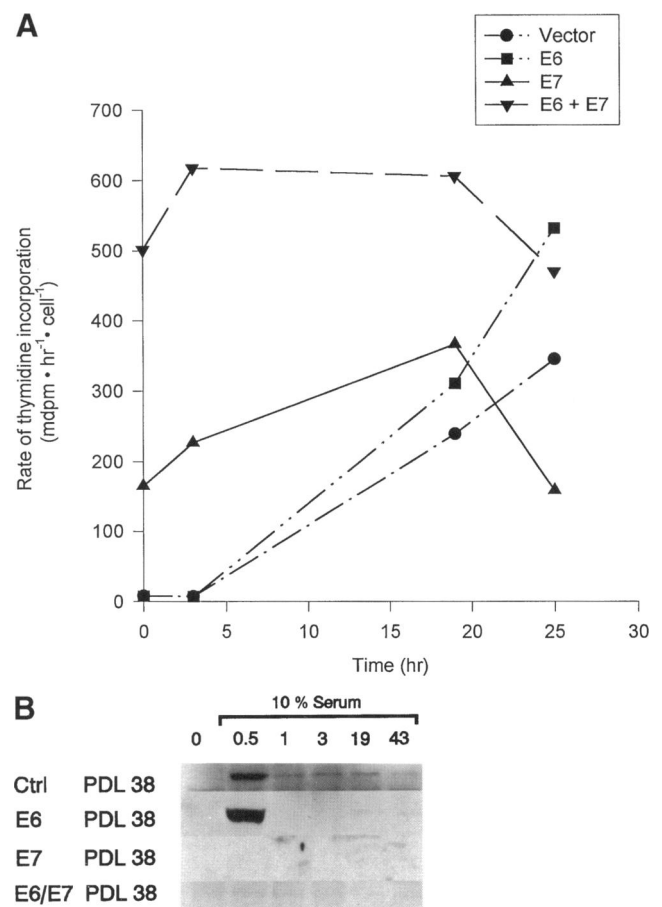 A
Vector
E6
E7
E6 + E7
700
600
500
400
300
200
100
0
Rate of thymidine incorporation
(mdpm • hr⁻¹ • cell⁻¹)
0 5 10 15 20 25 30
Time (hr)
B
10 % Serum
0 0.5 1 3 19 43
Ctrl PDL 38
E6 PDL 38
E7 PDL 38
E6/E7 PDL 38